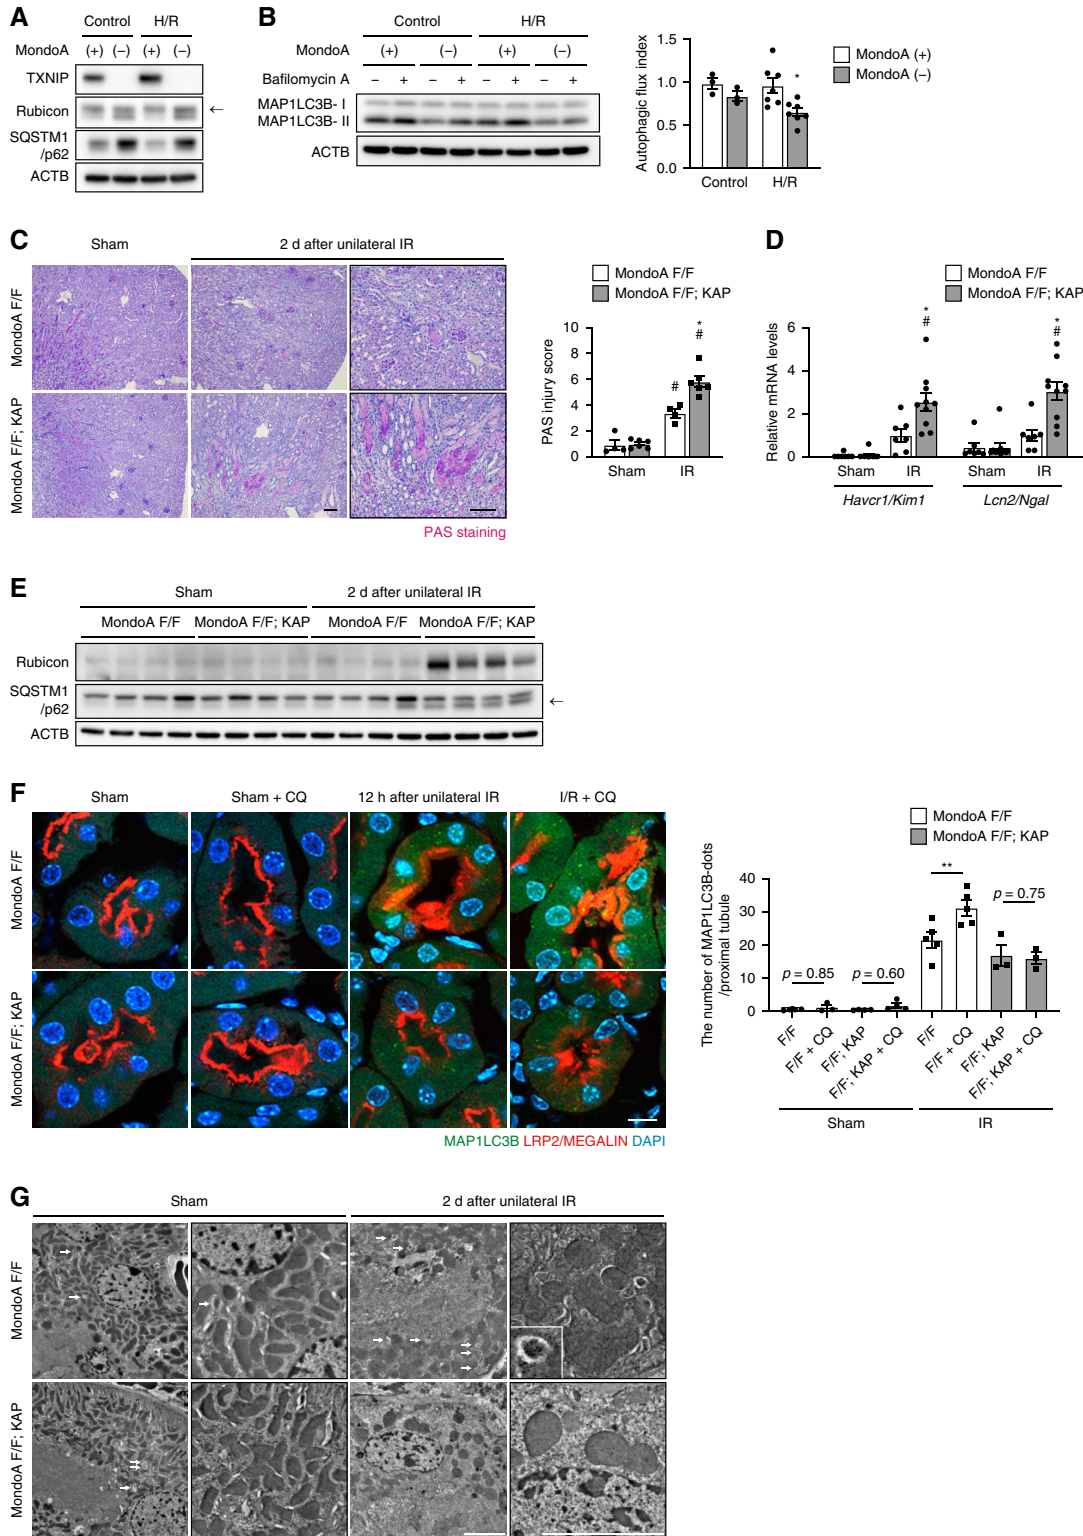 A
Control H/R
MondoA (+) (−) (+) (−)
TXNIP
Rubicon ←
SQSTM1
/p62
ACTB
B
Control H/R
MondoA (+) (−) (+) (−)
Bafilomycin A − + − + − + − +
MAP1LC3B- I
MAP1LC3B- II
ACTB
Autophagic flux index
1.5
1.0
0.5
0.0
*
Control H/R
MondoA (+)
MondoA (−)
C
Sham 2 d after unilateral IR
MondoA F/F
MondoA F/F; KAP
PAS staining
MondoA F/F
MondoA F/F; KAP
PAS injury score
10
8
6
4
2
0
#
*
#
Sham IR
D
MondoA F/F
MondoA F/F; KAP
Relative mRNA levels
6
4
2
0
*
#
*
#
Sham IR Sham IR
Havcr1/Kim1 Lcn2/Ngal
E
Sham 2 d after unilateral IR
MondoA F/F MondoA F/F; KAP MondoA F/F MondoA F/F; KAP
Rubicon
SQSTM1
/p62 ←
ACTB
F
Sham Sham + CQ 12 h after unilateral IR I/R + CQ
MondoA F/F
MondoA F/F; KAP
MAP1LC3B LRP2/MEGALIN DAPI
MondoA F/F
MondoA F/F; KAP
The number of MAP1LC3B-dots
/proximal tubule
40
30
20
10
0
p = 0.85
p = 0.60
**
p = 0.75
F/F
F/F + CQ
F/F; KAP
F/F; KAP + CQ
F/F
F/F + CQ
F/F; KAP
F/F; KAP + CQ
Sham IR
G
Sham 2 d after unilateral IR
MondoA F/F
MondoA F/F; KAP